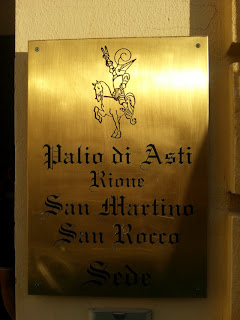 Palio di Asti
Rione
San Martino
San Rocco
Sede